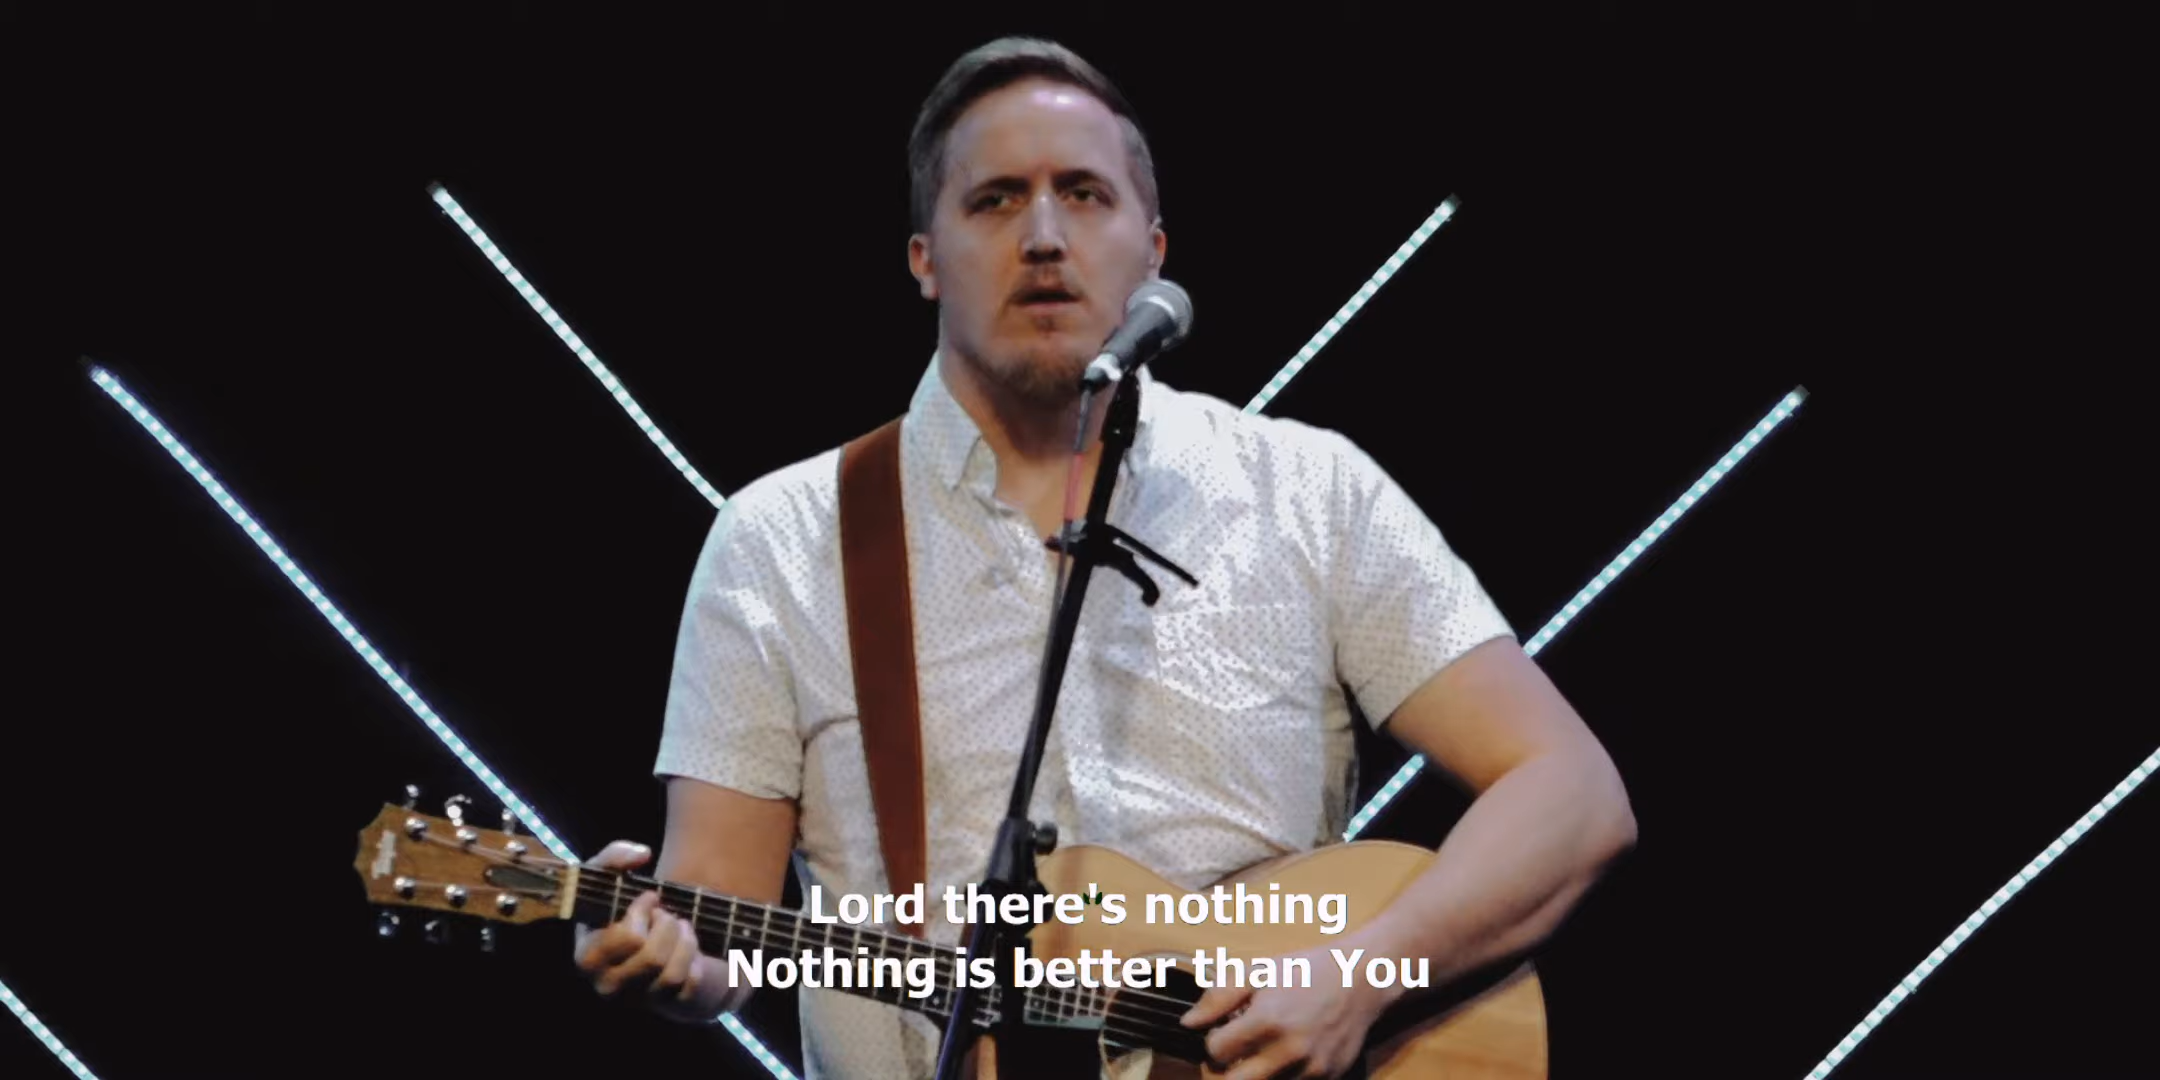 Lord there's nothing
Nothing is better than You